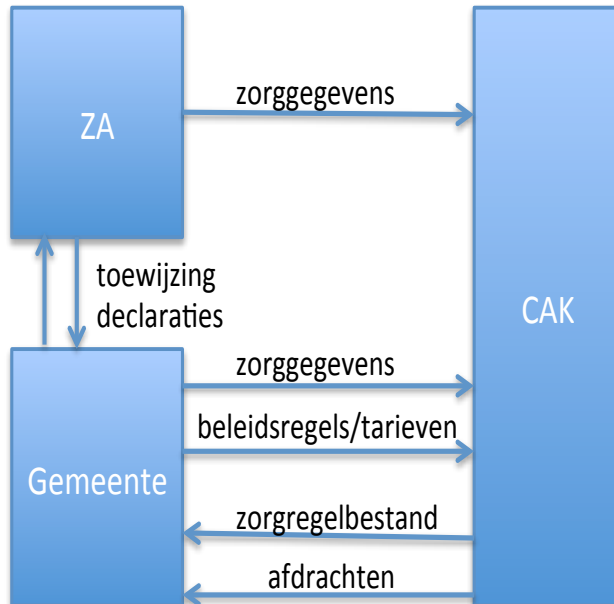 zorggegevens
ZA
toewijzing
declaraties
CAK
zorggegevens
beleidsregels/tarieven
Gemeente
zorgregelbestand
afdrachten